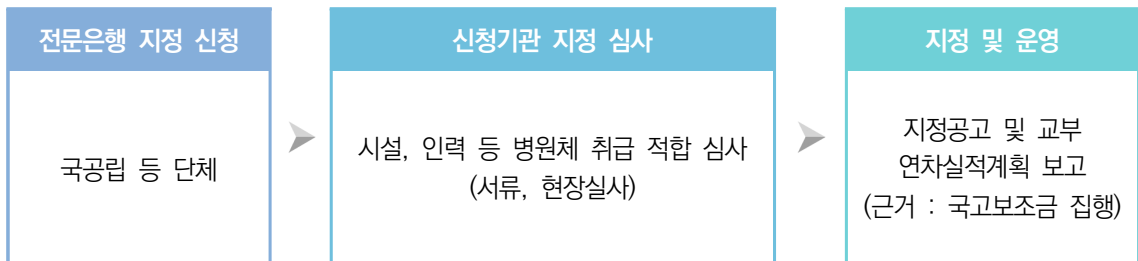 전문은행 지정 신청
국공립 등 단체
신청기관 지정 심사
시설, 인력 등 병원체 취급 적합 심사
(서류, 현장실사)
지정 및 운영
지정공고 및 교부
연차실적계획 보고
(근거 : 국고보조금 집행)